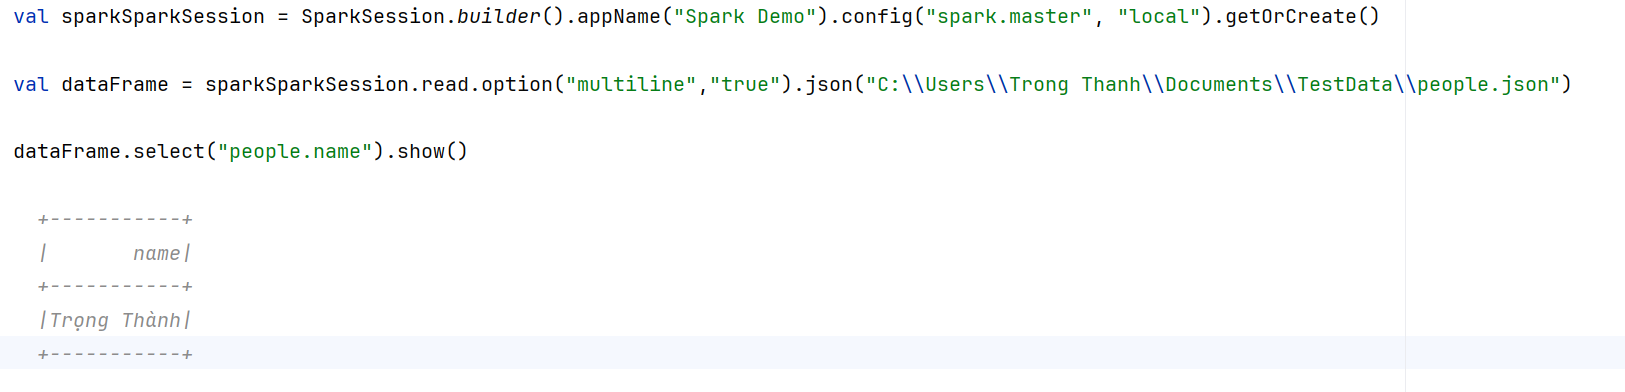 val sparkSparkSession = SparkSession.builder().appName("Spark Demo").config("spark.master", "local").getOrCreate()
val dataFrame = sparkSparkSession.read.option("multiline","true").json("C:\\Users\\Trong Thanh\\Documents\\TestData\\people.json")
dataFrame.select("people.name").show()
+-----------+
|       name|
+-----------+
|Trọng Thành|
+-----------+